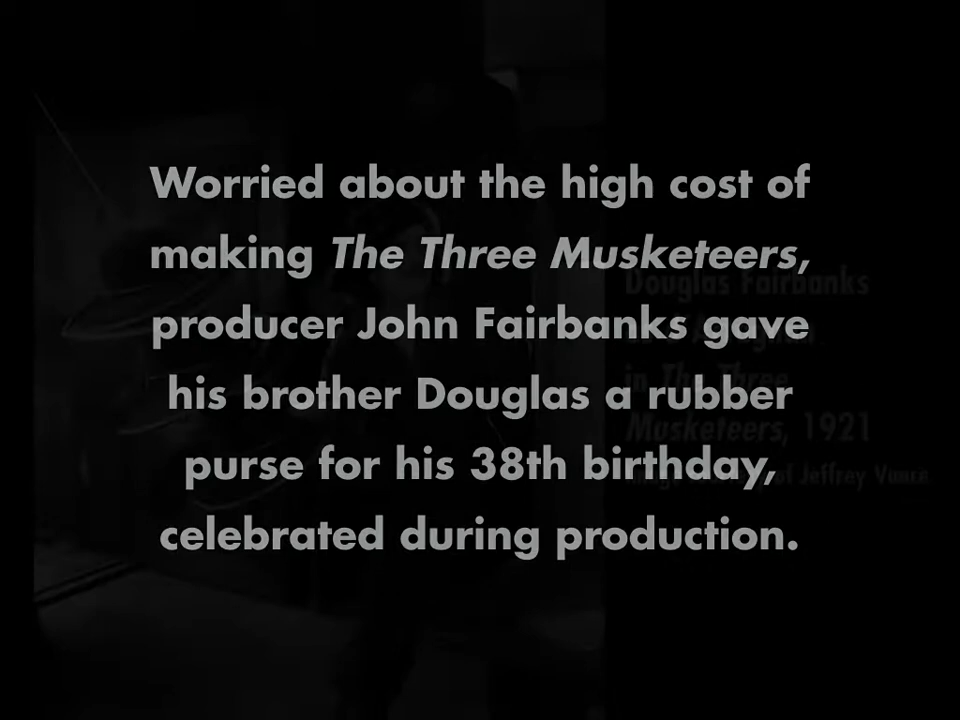 Worried about the high cost of
making The Three Musketeers,
producer John Fairbanks gave
his brother Douglas a rubber
purse for his 38th birthday,
celebrated during production.
Douglas Fairbanks
in The Three
Musketeers, 1921
of Jeffrey Vance